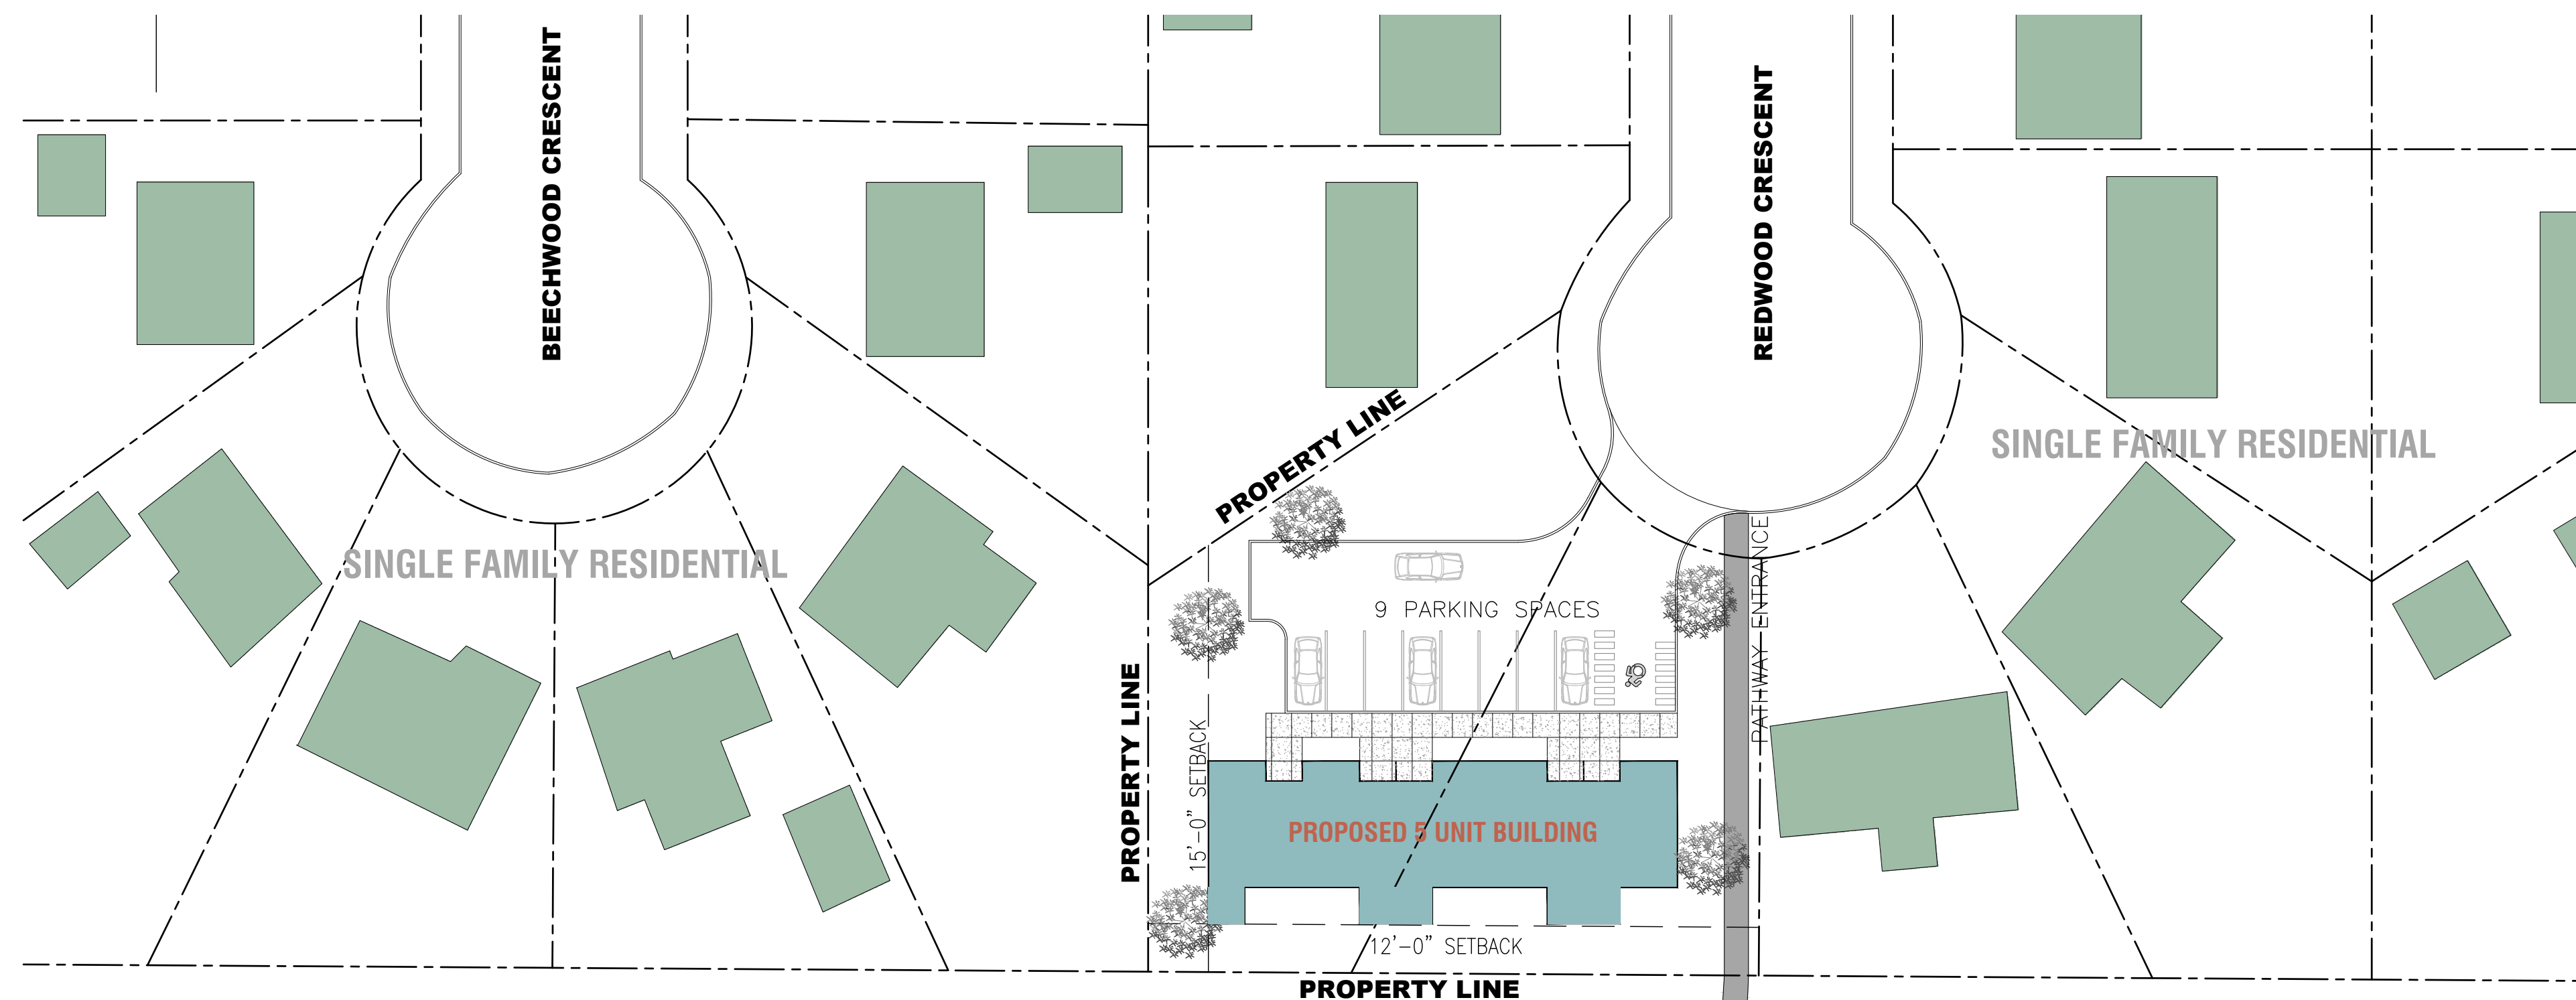 BEECHWOOD CRESCENT
REDWOOD CRESCENT
PROPERTY LINE
SINGLE FAMILY RESIDENTIAL
SINGLE FAMILY RESIDENTIAL
9 PARKING SPACES
PATHWAY ENTRANCE
PROPERTY LINE
15'-0" SETBACK
PROPOSED 5 UNIT BUILDING
12'-0" SETBACK
PROPERTY LINE